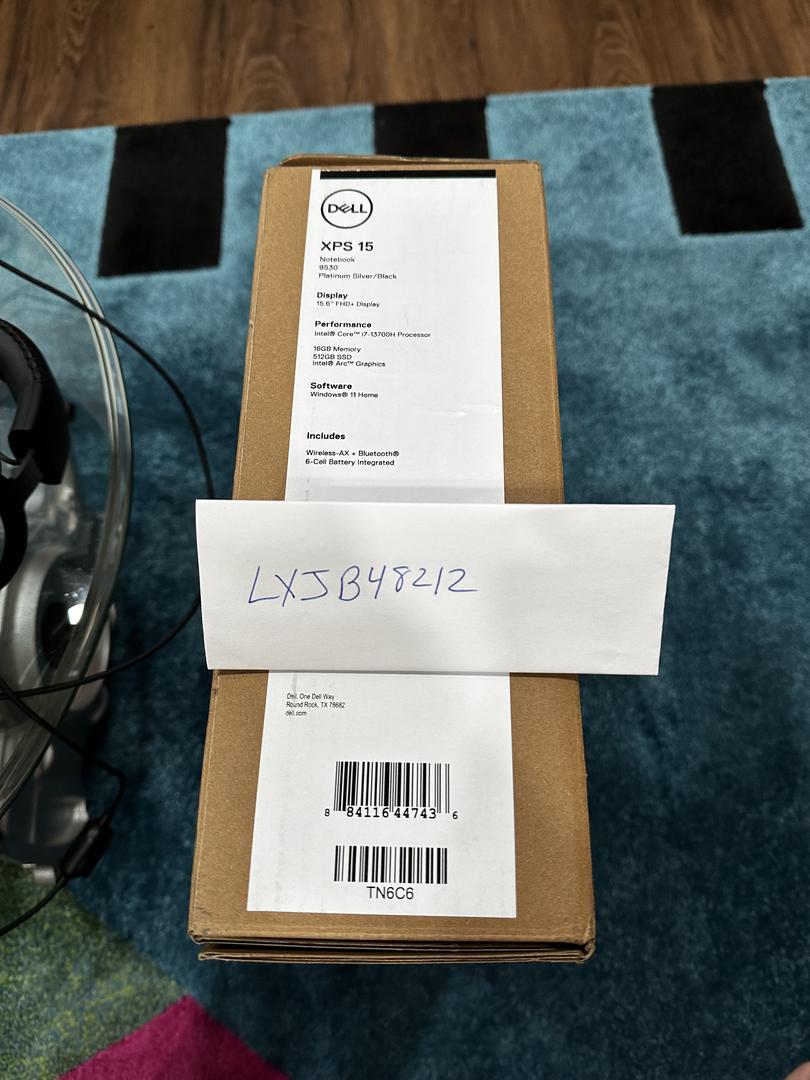 DELL
XPS 15
Notebook
9530
Platinum Silver/Black
Display
15.6" FHD+ Display
Performance
Intel® Core™ i7-13700H Processor
16GB Memory
512GB SSD
Intel® Arc™ Graphics
Software
Windows® 11 Home
Includes
Wireless-AX + Bluetooth®
6-Cell Battery Integrated
LXJB48212
Dell, One Dell Way
Round Rock, TX 78682
dell.com
8 84116 44743 6
TN6C6